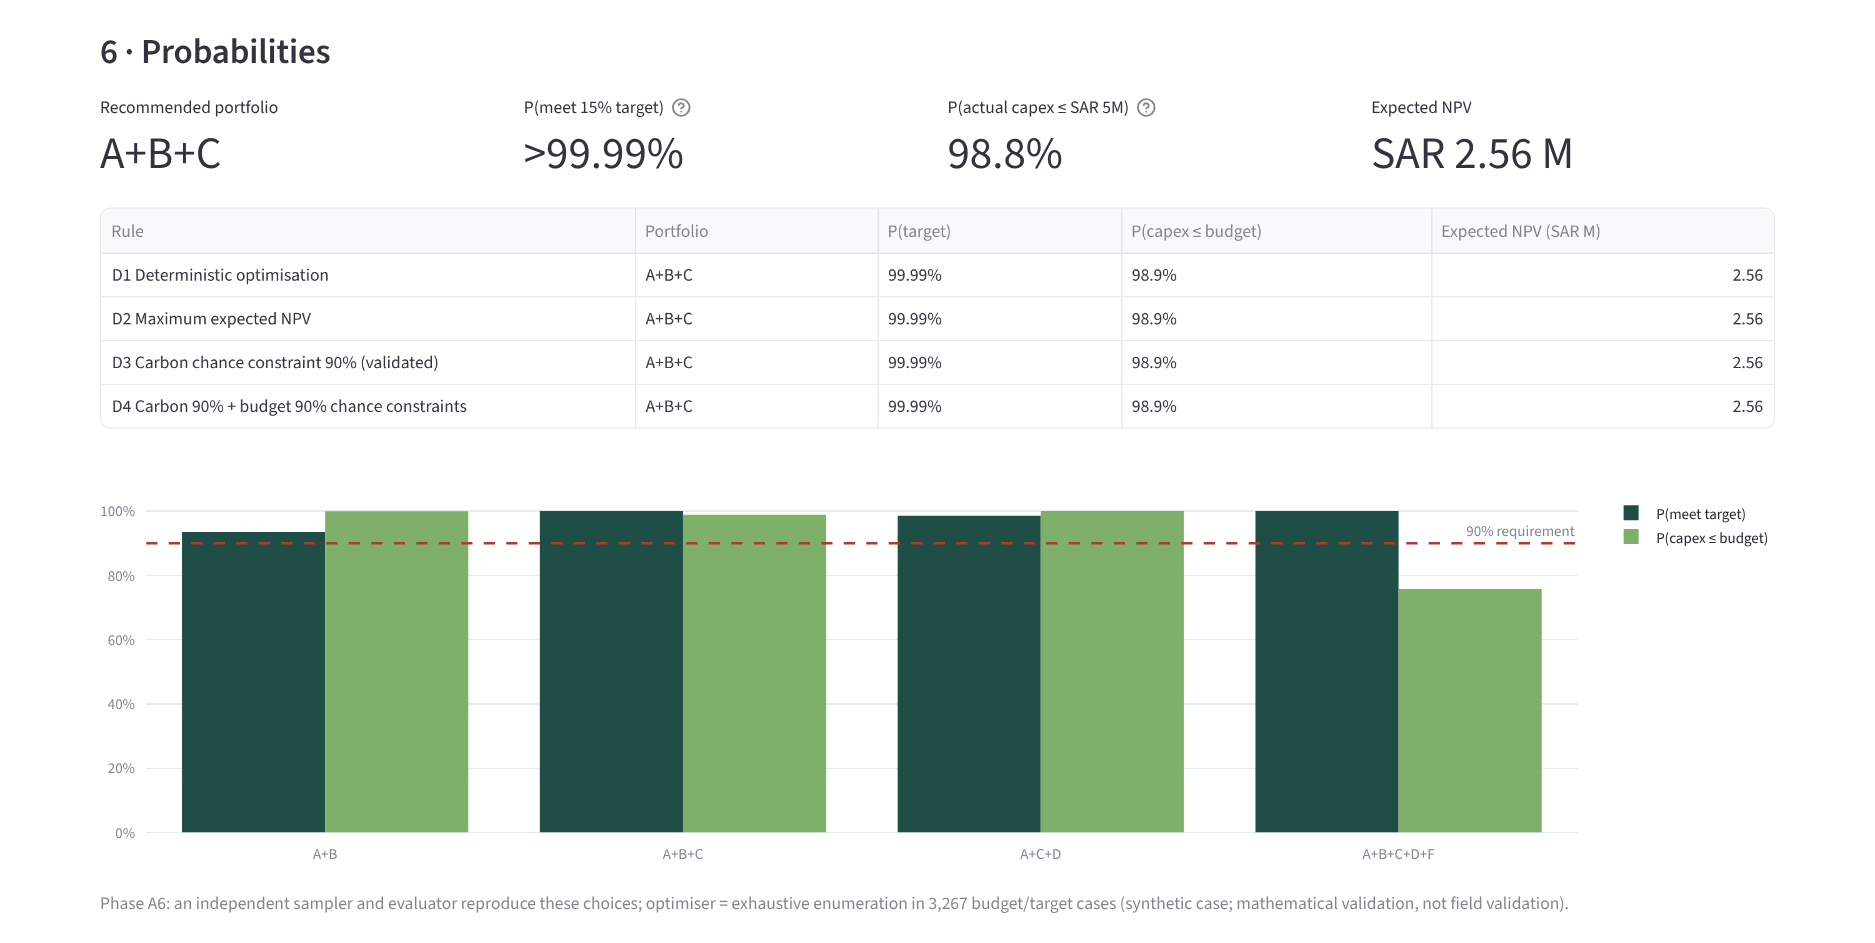 6 · Probabilities
Recommended portfolio
A+B+C
P(meet 15% target) ?
>99.99%
P(actual capex ≤ SAR 5M) ?
98.8%
Expected NPV
SAR 2.56 M
Rule Portfolio P(target) P(capex ≤ budget) Expected NPV (SAR M)
D1 Deterministic optimisation A+B+C 99.99% 98.9% 2.56
D2 Maximum expected NPV A+B+C 99.99% 98.9% 2.56
D3 Carbon chance constraint 90% (validated) A+B+C 99.99% 98.9% 2.56
D4 Carbon 90% + budget 90% chance constraints A+B+C 99.99% 98.9% 2.56
100%
80%
60%
40%
20%
0%
90% requirement
P(meet target)
P(capex ≤ budget)
A+B A+B+C A+C+D A+B+C+D+F
Phase A6: an independent sampler and evaluator reproduce these choices; optimiser = exhaustive enumeration in 3,267 budget/target cases (synthetic case; mathematical validation, not field validation).